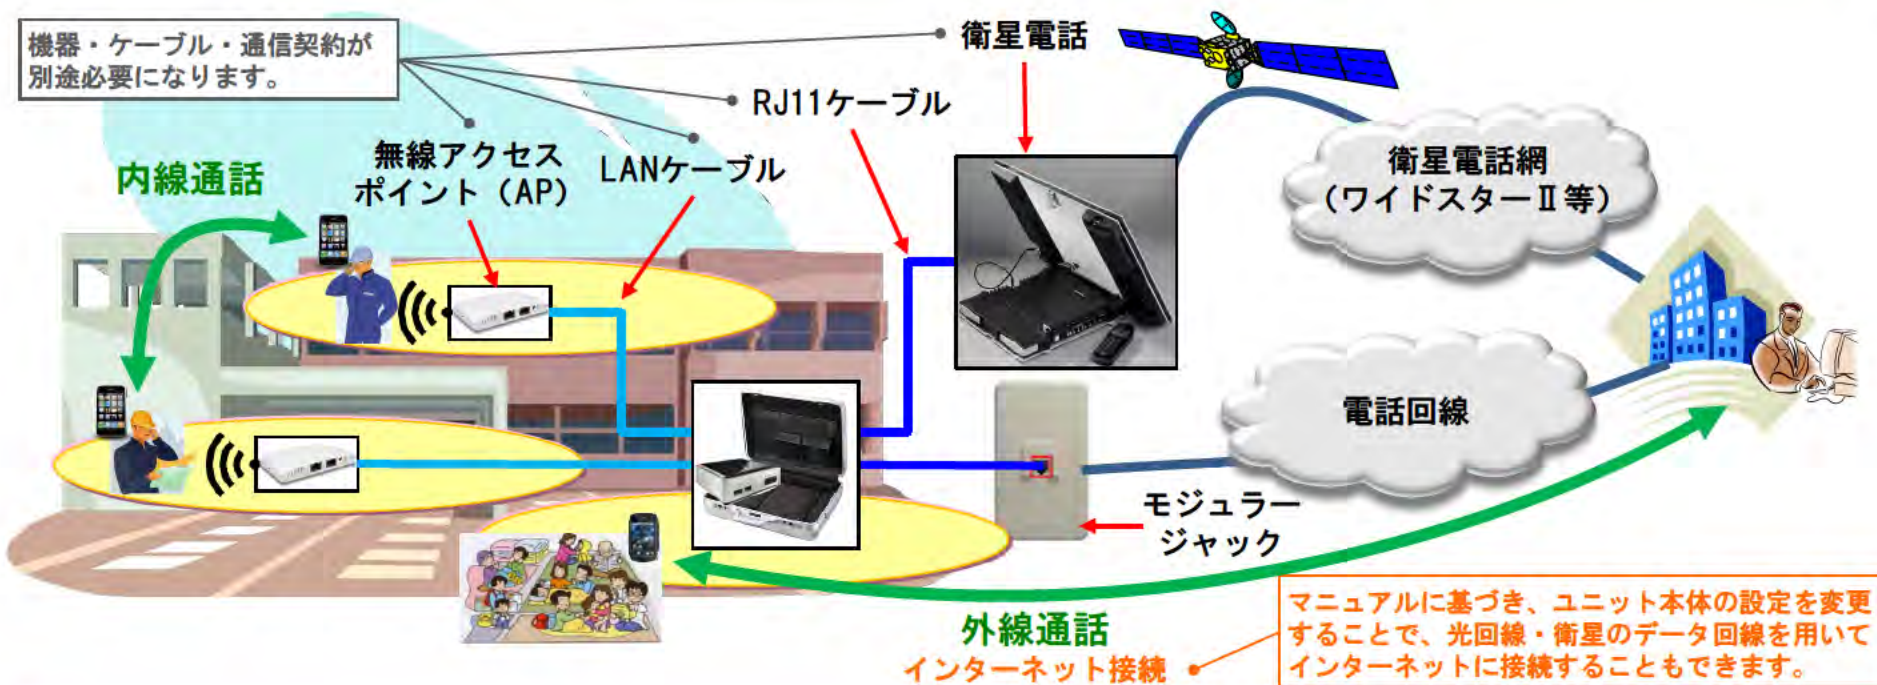 機器・ケーブル・通信契約が
別途必要になります。
衛星電話
RJ11ケーブル
無線アクセス
ポイント（AP）
LANケーブル
内線通話
衛星電話網
（ワイドスターⅡ等）
電話回線
モジュラー
ジャック
外線通話
インターネット接続
マニュアルに基づき、ユニット本体の設定を変更
することで、光回線・衛星のデータ回線を用いて
インターネットに接続することもできます。